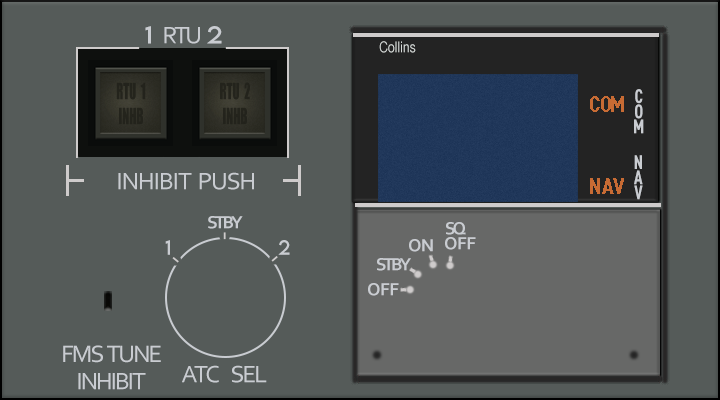 1 RTU 2
RTU 1
INHB
RTU 2
INHB
INHIBIT PUSH
STBY
1
2
ATC SEL
FMS TUNE
INHIBIT
Collins
COM
COM
NAV
NAV
SQ
OFF
ON
STBY
OFF